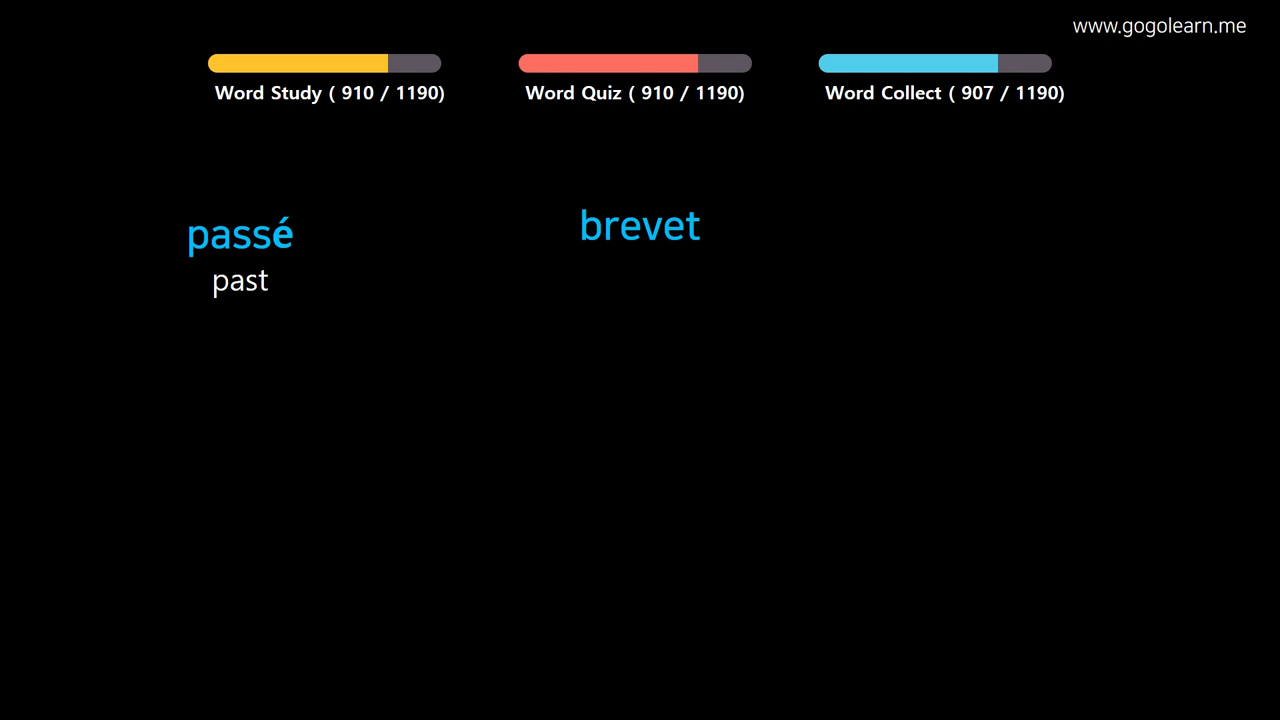 www.gogolearn.me
Word Study ( 910 / 1190)
Word Quiz ( 910 / 1190)
Word Collect ( 907 / 1190)
passé
past
brevet